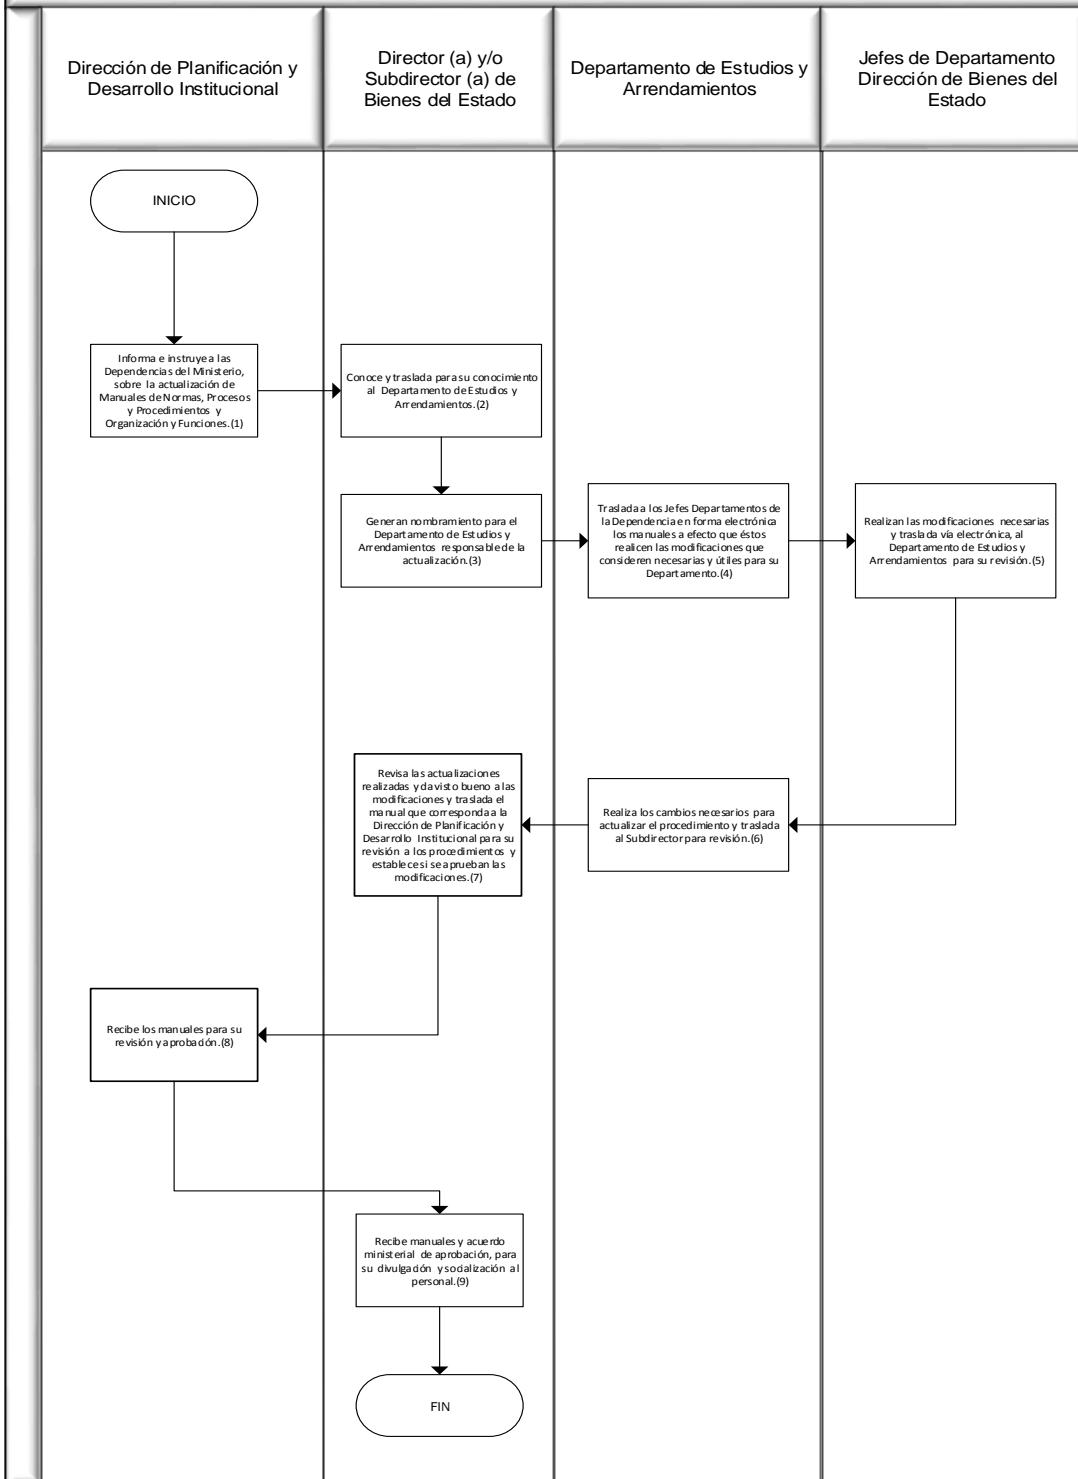 Dirección de Planificación y
Desarrollo Institucional
Director (a) y/o
Subdirector (a) de
Bienes del Estado
Departamento de Estudios y
Arrendamientos
Jefes de Departamento
Dirección de Bienes del
Estado
INICIO
Informa e instruye a las
Dependencias del Ministerio,
sobre la actualización de
Manuales de Normas, Procesos
y Procedimientos y
Organización y Funciones.(1)
Conoce y traslada para su conocimiento
al Departamento de Estudios y
Arrendamientos.(2)
Generan nombramiento para el
Departamento de Estudios y
Arrendamientos responsable de la
actualización.(3)
Traslada a los Jefes Departamentos de
la Dependencia en forma electrónica
los manuales a efecto que éstos
realicen las modificaciones que
consideren necesarias y útiles para su
Departamento.(4)
Realizan las modificaciones necesarias
y traslada vía electrónica, al
Departamento de Estudios y
Arrendamientos para su revisión.(5)
Revisa las actualizaciones
realizadas y da visto bueno a las
modificaciones y traslada el
manual que corresponda a la
Dirección de Planificación y
Desarrollo Institucional para su
revisión a los procedimientos y
establece si se aprueban las
modificaciones.(7)
Realiza los cambios necesarios para
actualizar el procedimiento y traslada
al Subdirector para revisión.(6)
Recibe los manuales para su
revisión y aprobación.(8)
Recibe manuales y acuerdo
ministerial de aprobación, para
su divulgación y socialización al
personal.(9)
FIN